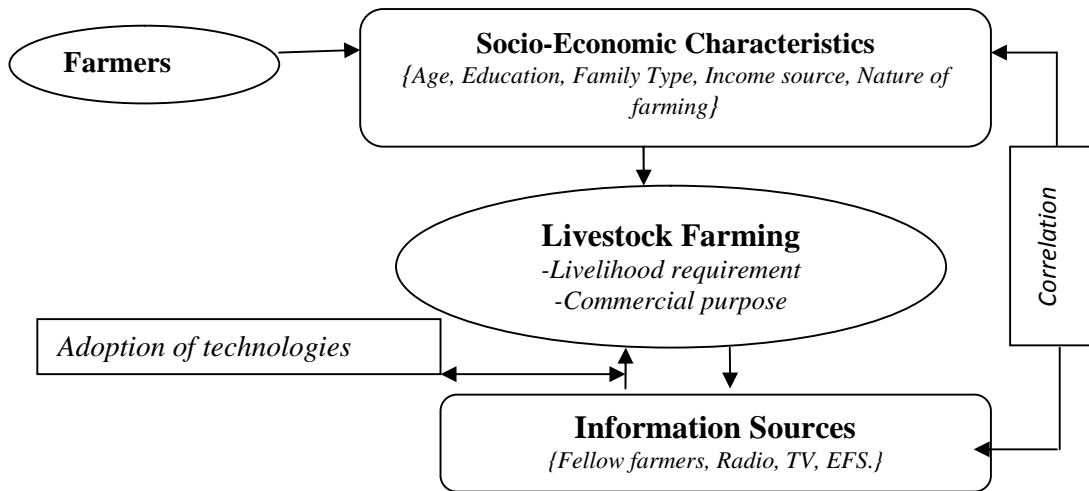 Farmers
Socio-Economic Characteristics
{Age, Education, Family Type, Income source, Nature of
farming}
Livestock Farming
-Livelihood requirement
-Commercial purpose
Correlation
Adoption of technologies
Information Sources
{Fellow farmers, Radio, TV, EFS.}